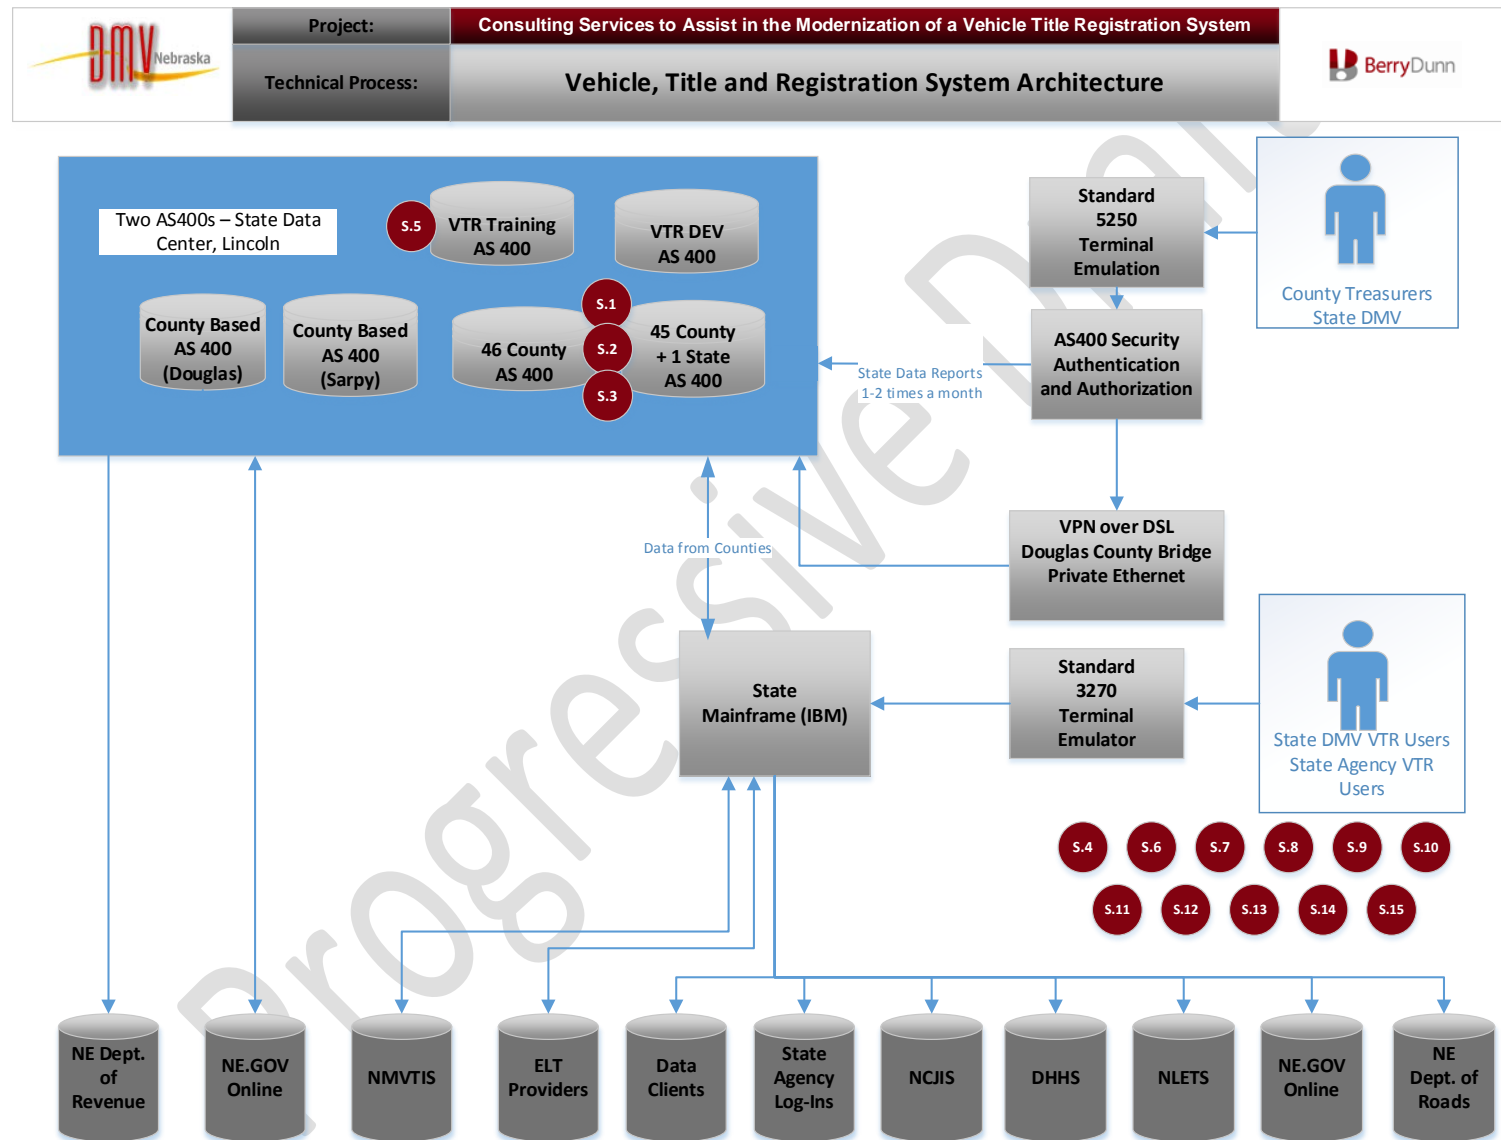 DMV Nebraska
Project:
Consulting Services to Assist in the Modernization of a Vehicle Title Registration System
Technical Process:
Vehicle, Title and Registration System Architecture
BerryDunn
Progressive Draft
Two AS400s – State Data
Center, Lincoln
S.5
VTR Training
AS 400
VTR DEV
AS 400
County Based
AS 400
(Douglas)
County Based
AS 400
(Sarpy)
46 County
AS 400
S.1
S.2
S.3
45 County
+ 1 State
AS 400
Standard
5250
Terminal
Emulation
County Treasurers
State DMV
State Data Reports
1-2 times a month
AS400 Security
Authentication
and Authorization
VPN over DSL
Douglas County Bridge
Private Ethernet
Data from Counties
State
Mainframe (IBM)
Standard
3270
Terminal
Emulator
State DMV VTR Users
State Agency VTR
Users
S.4
S.6
S.7
S.8
S.9
S.10
S.11
S.12
S.13
S.14
S.15
NE Dept.
of
Revenue
NE.GOV
Online
NMVTIS
ELT
Providers
Data
Clients
State
Agency
Log-Ins
NCJIS
DHHS
NLETS
NE.GOV
Online
NE
Dept. of
Roads